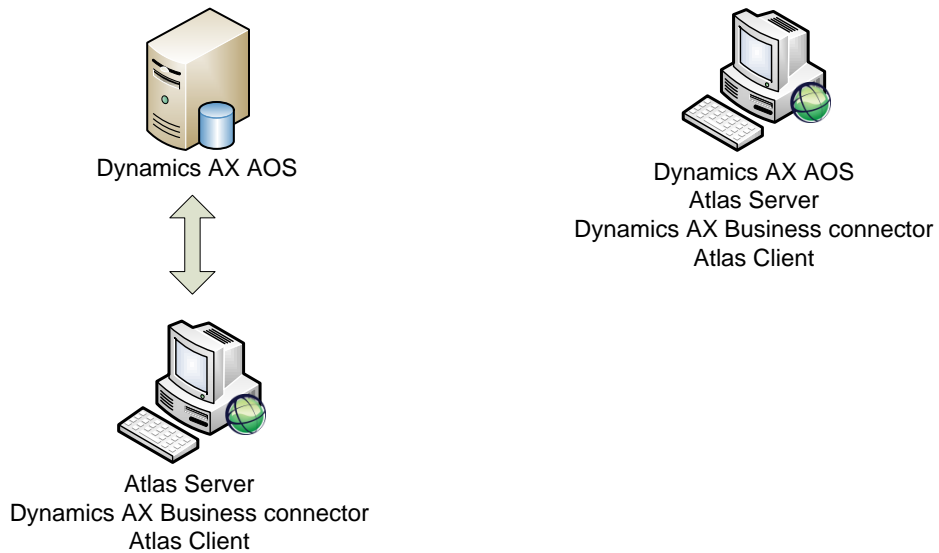 Dynamics AX AOS
Atlas Server
Dynamics AX Business connector
Atlas Client
Dynamics AX AOS
Atlas Server
Dynamics AX Business connector
Atlas Client